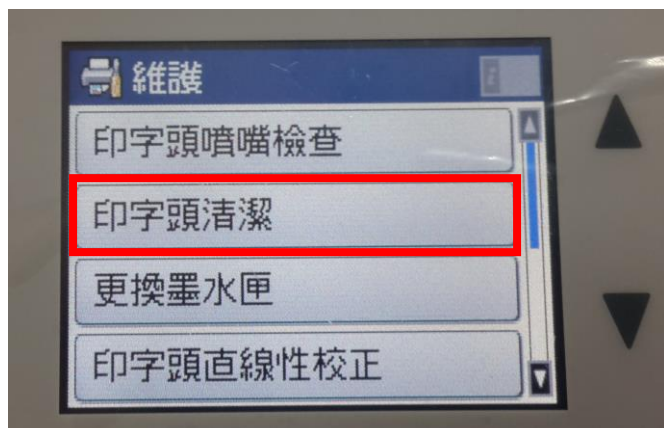 維護
印字頭噴嘴檢查
印字頭清潔
更換墨水匣
印字頭直線性校正